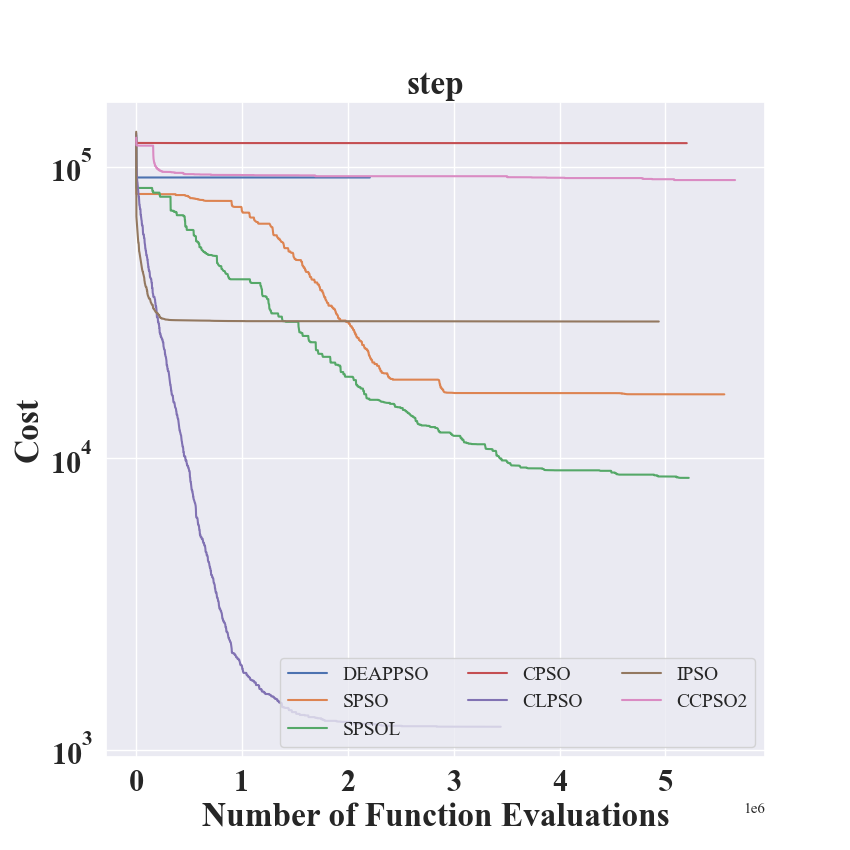 step
Cost
10^5
10^4
10^3
DEAPPSO
SPSO
SPSOL
CPSO
CLPSO
IPSO
CCPSO2
0 1 2 3 4 5
1e6
Number of Function Evaluations